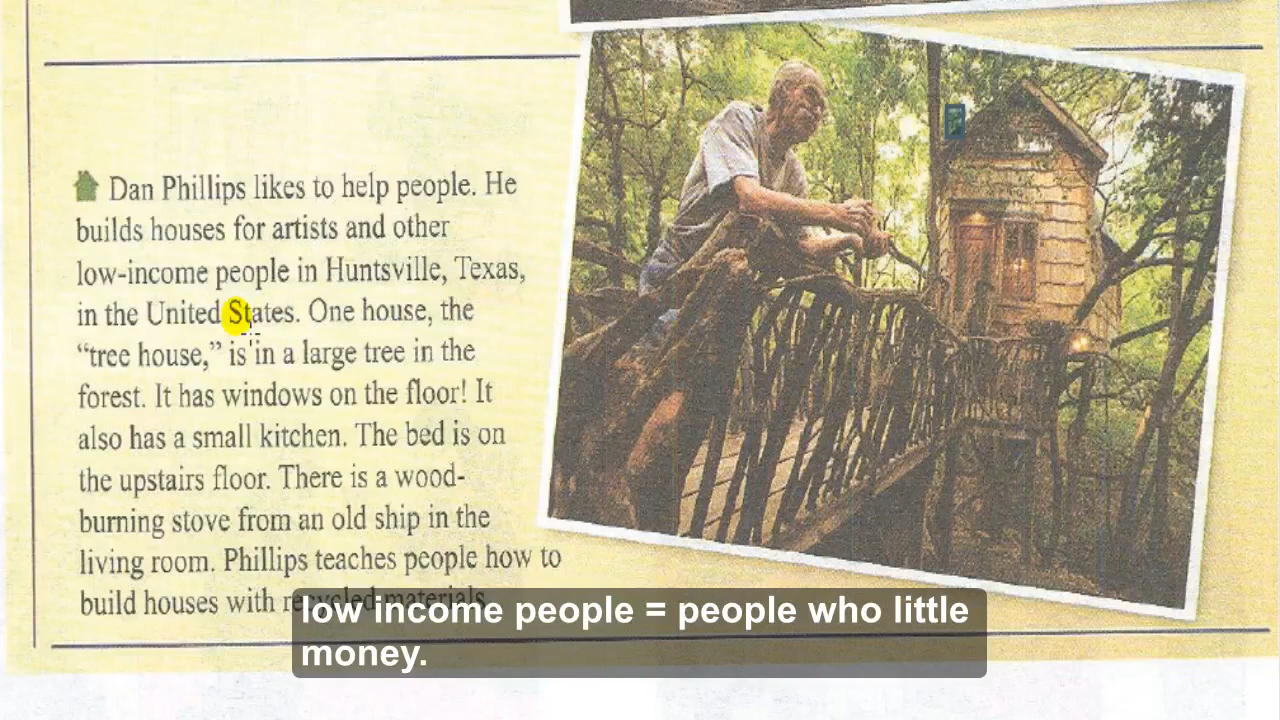 Dan Phillips likes to help people. He
builds houses for artists and other
low-income people in Huntsville, Texas,
in the United States. One house, the
“tree house,” is in a large tree in the
forest. It has windows on the floor! It
also has a small kitchen. The bed is on
the upstairs floor. There is a wood-
burning stove from an old ship in the
living room. Phillips teaches people how to
build houses with recycled materials.
low income people = people who little
money.